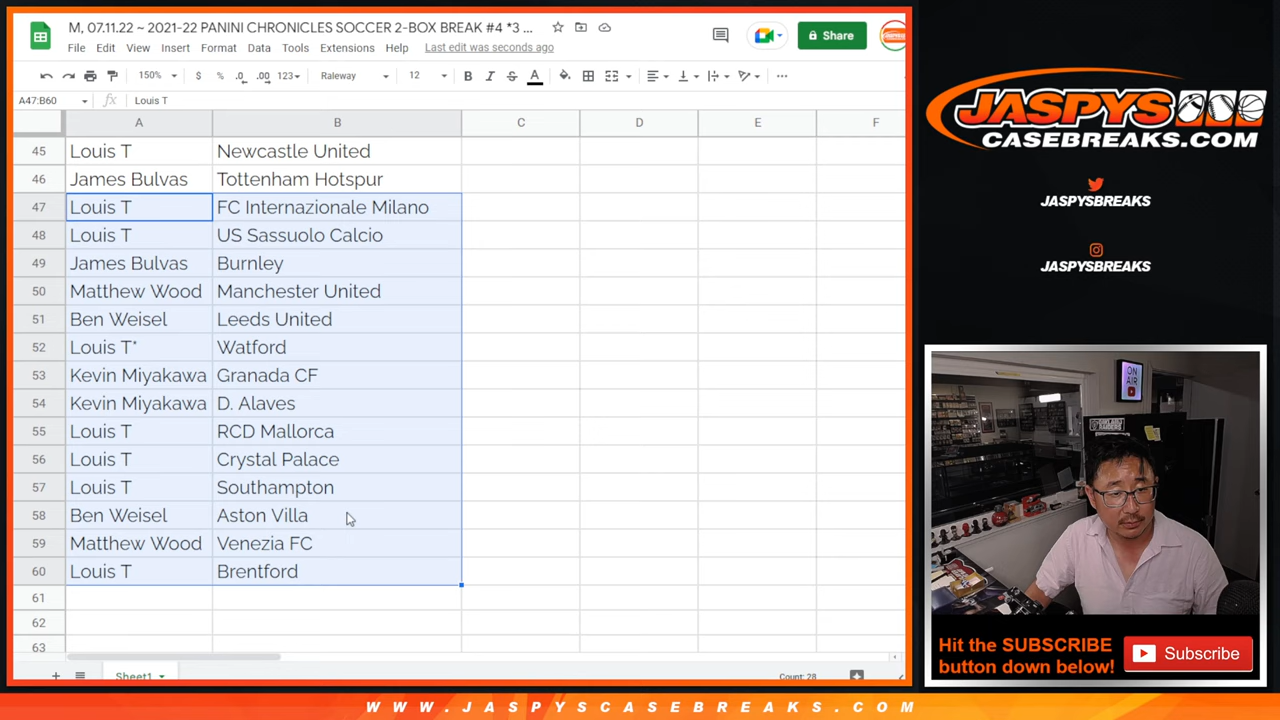 M, 07.11.22 ~ 2021-22 PANINI CHRONICLES SOCCER 2-BOX BREAK #4 *3 ...
Share
File Edit View Insert Format Data Tools Extensions Help Last edit was seconds ago
150% $ % .0 .00 123 Raleway 12 B I S A
A47:B60 fx Louis T
A B C D E F
45 Louis T Newcastle United
46 James Bulvas Tottenham Hotspur
47 Louis T FC Internazionale Milano
48 Louis T US Sassuolo Calcio
49 James Bulvas Burnley
50 Matthew Wood Manchester United
51 Ben Weisel Leeds United
52 Louis T* Watford
53 Kevin Miyakawa Granada CF
54 Kevin Miyakawa D. Alaves
55 Louis T RCD Mallorca
56 Louis T Crystal Palace
57 Louis T Southampton
58 Ben Weisel Aston Villa
59 Matthew Wood Venezia FC
60 Louis T Brentford
61
62
63
Sheet1 Count: 28
JASPYS
CASEBREAKS.COM
JASPYSBREAKS
JASPYSBREAKS
ON AIR
Hit the SUBSCRIBE
button down below!
Subscribe
WWW.JASPYSCASEBREAKS.COM